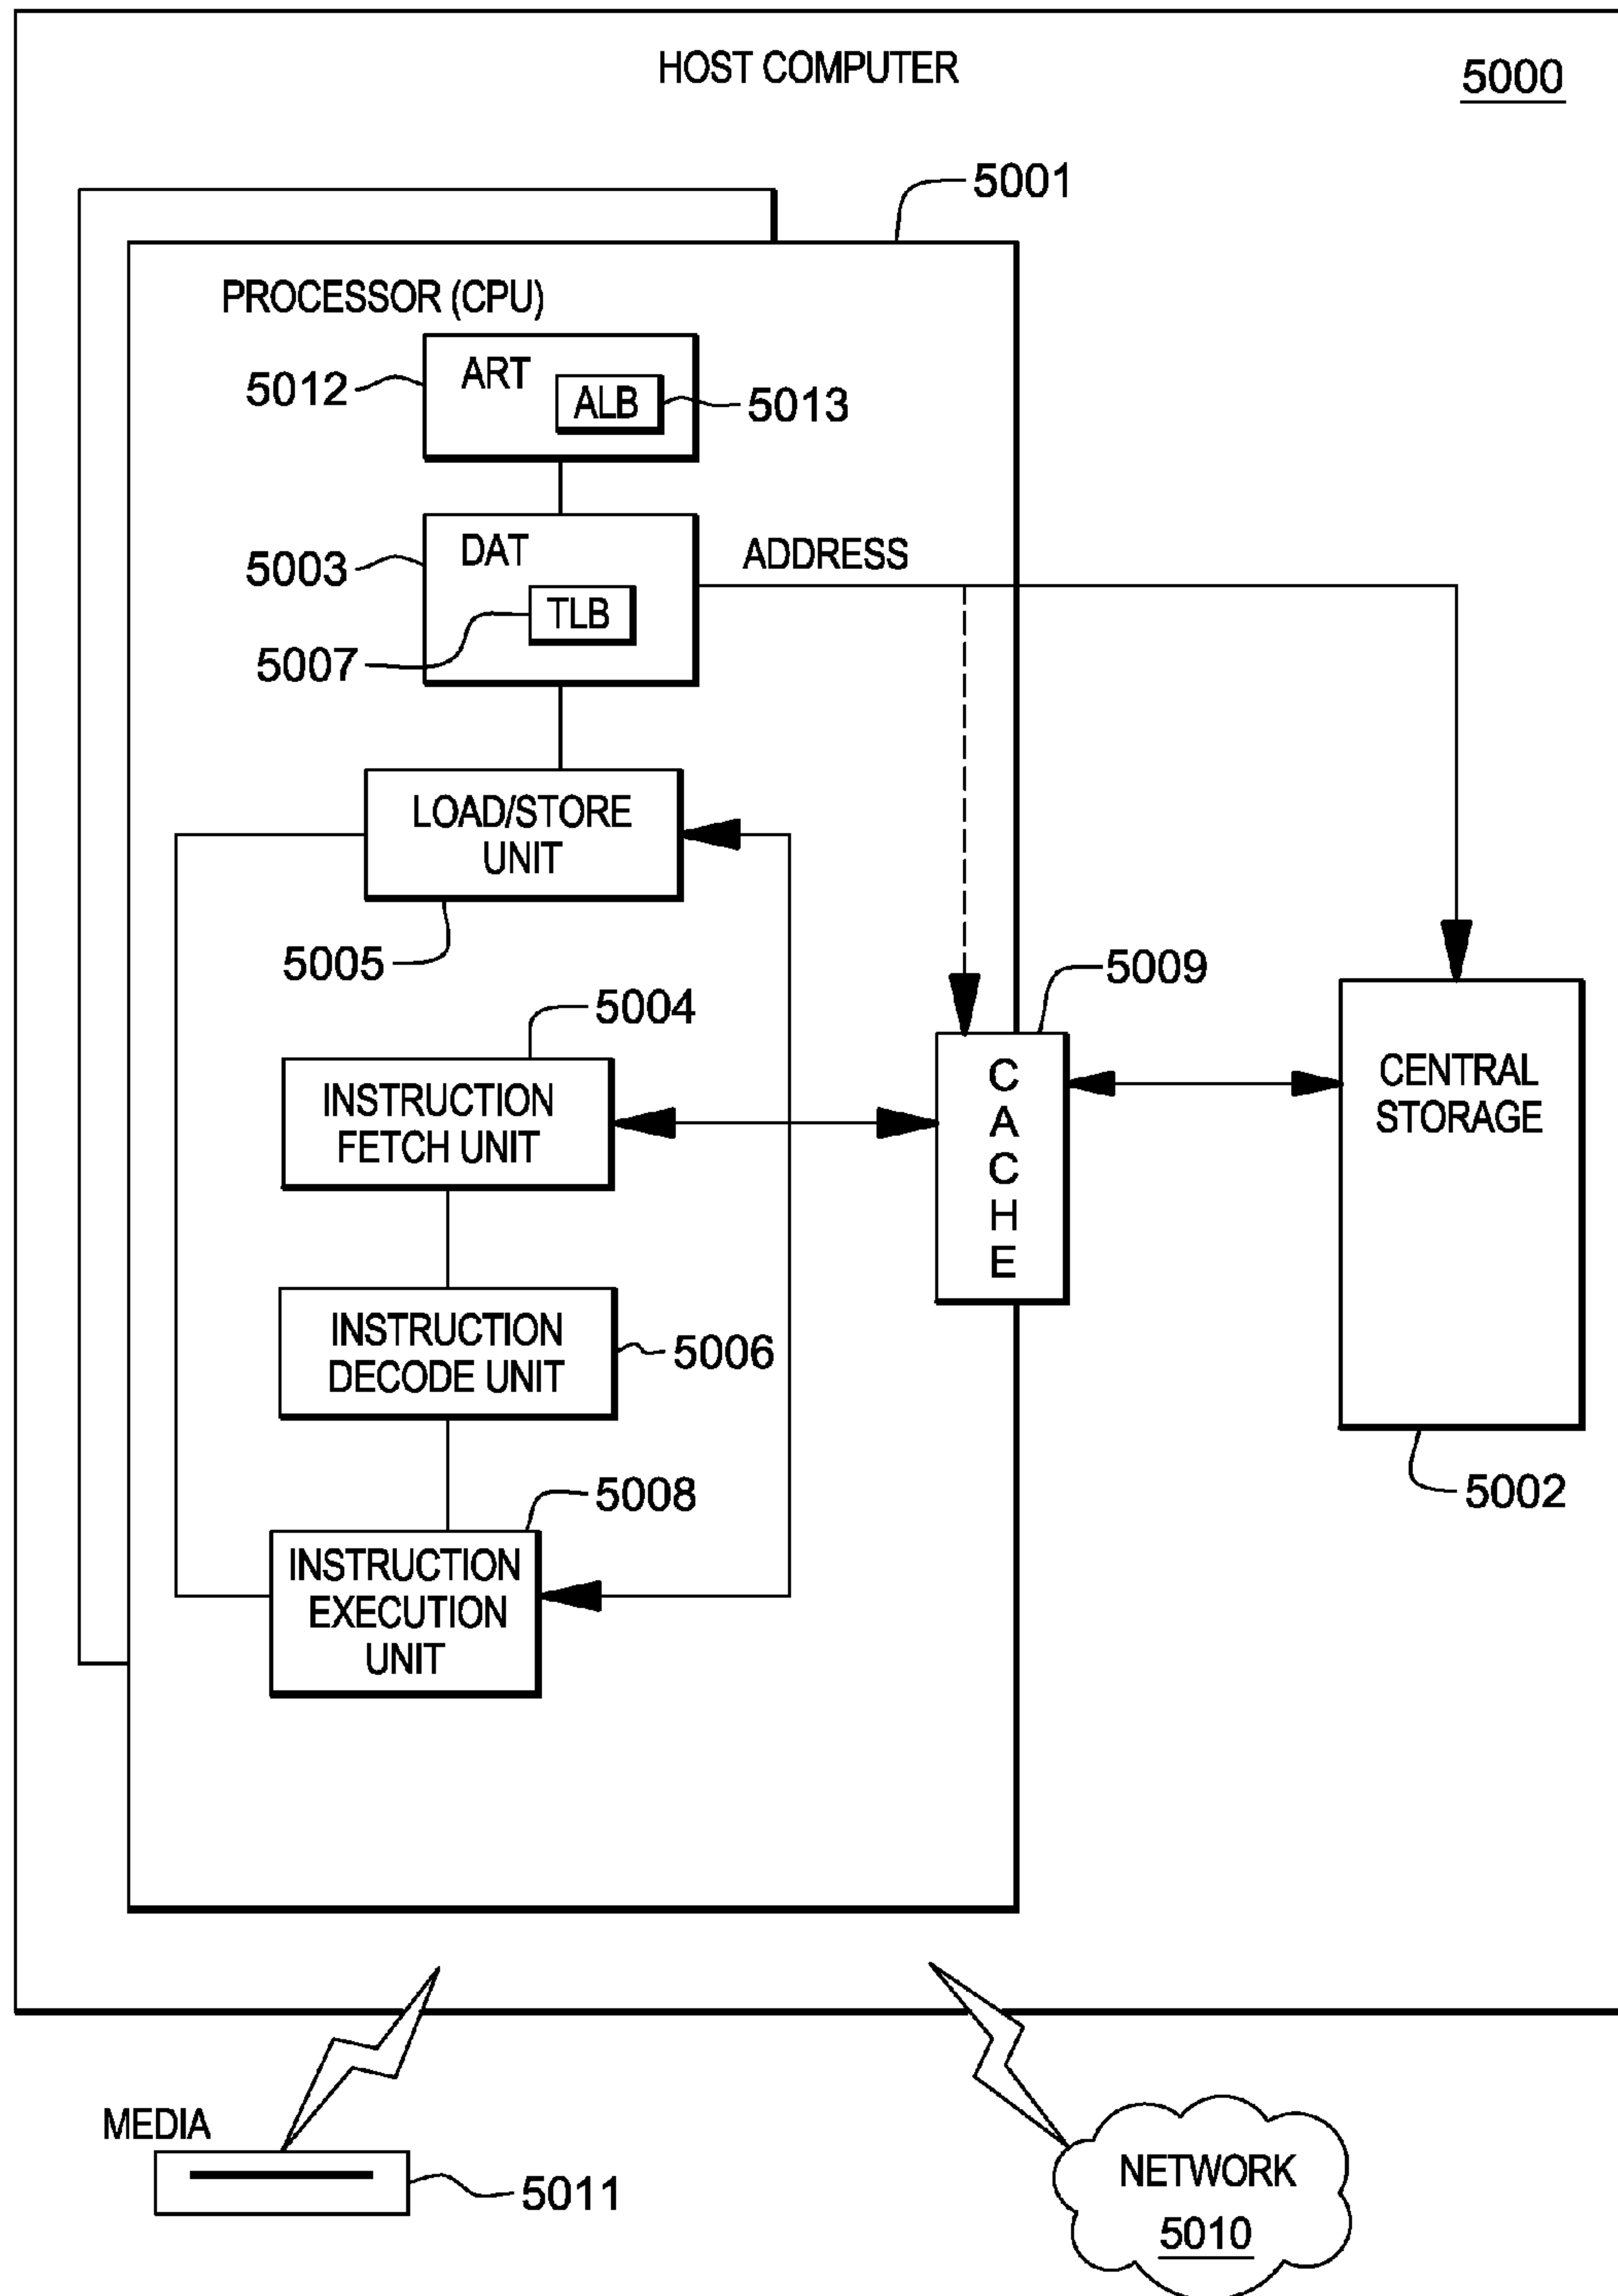 HOST COMPUTER
5000
5001
PROCESSOR (CPU)
ART
5012
ALB
5013
DAT
ADDRESS
5003
TLB
5007
LOAD/STORE
UNIT
5005
5009
5004
C
A
C
H
E
CENTRAL
STORAGE
INSTRUCTION
FETCH UNIT
INSTRUCTION
DECODE UNIT
5006
5008
5002
INSTRUCTION
EXECUTION
UNIT
MEDIA
5011
NETWORK
5010